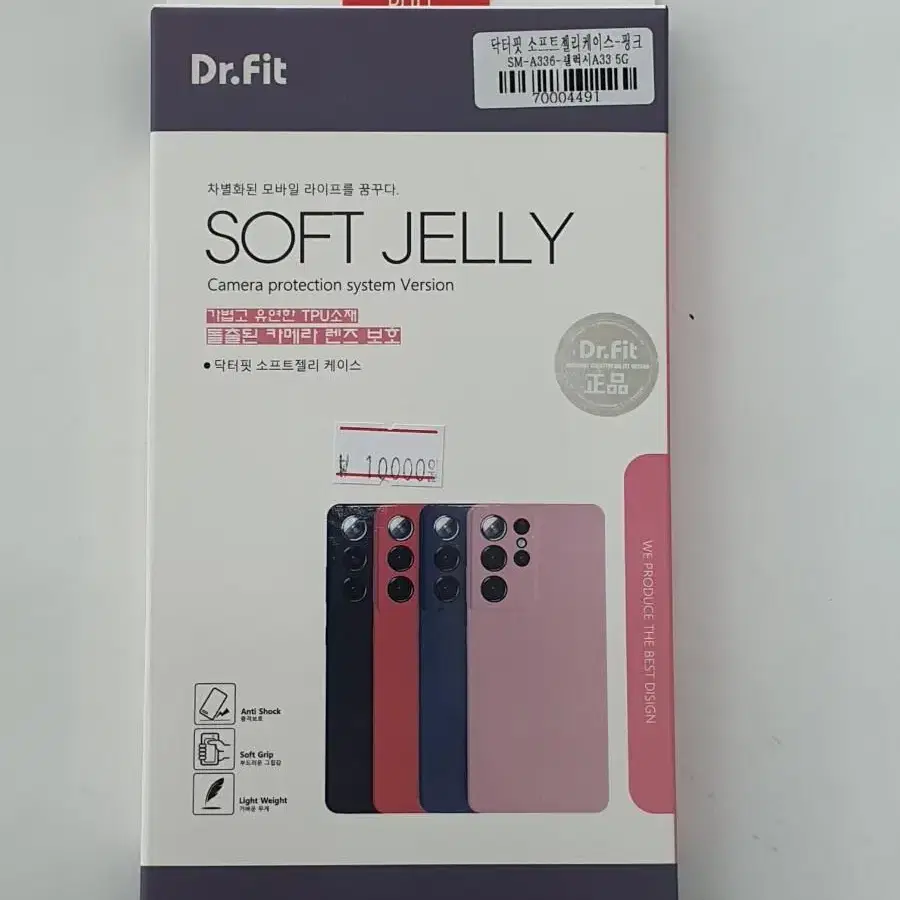 Dr.Fit
닥터핏 소프트젤리케이스-핑크
SM-A336-갤럭시A33 5G
70004491
차별화된 모바일 라이프를 꿈꾸다.
SOFT JELLY
Camera protection system Version
가볍고 유연한 TPU소재
돌출된 카메라 렌즈 보호
• 닥터핏 소프트젤리 케이스
Dr.Fit
正品
₩ 10000원
WE PRODUCE THE BEST DISIGN
Anti Shock
충격보호
Soft Grip
부드러운 그립감
Light Weight
가벼운 무게